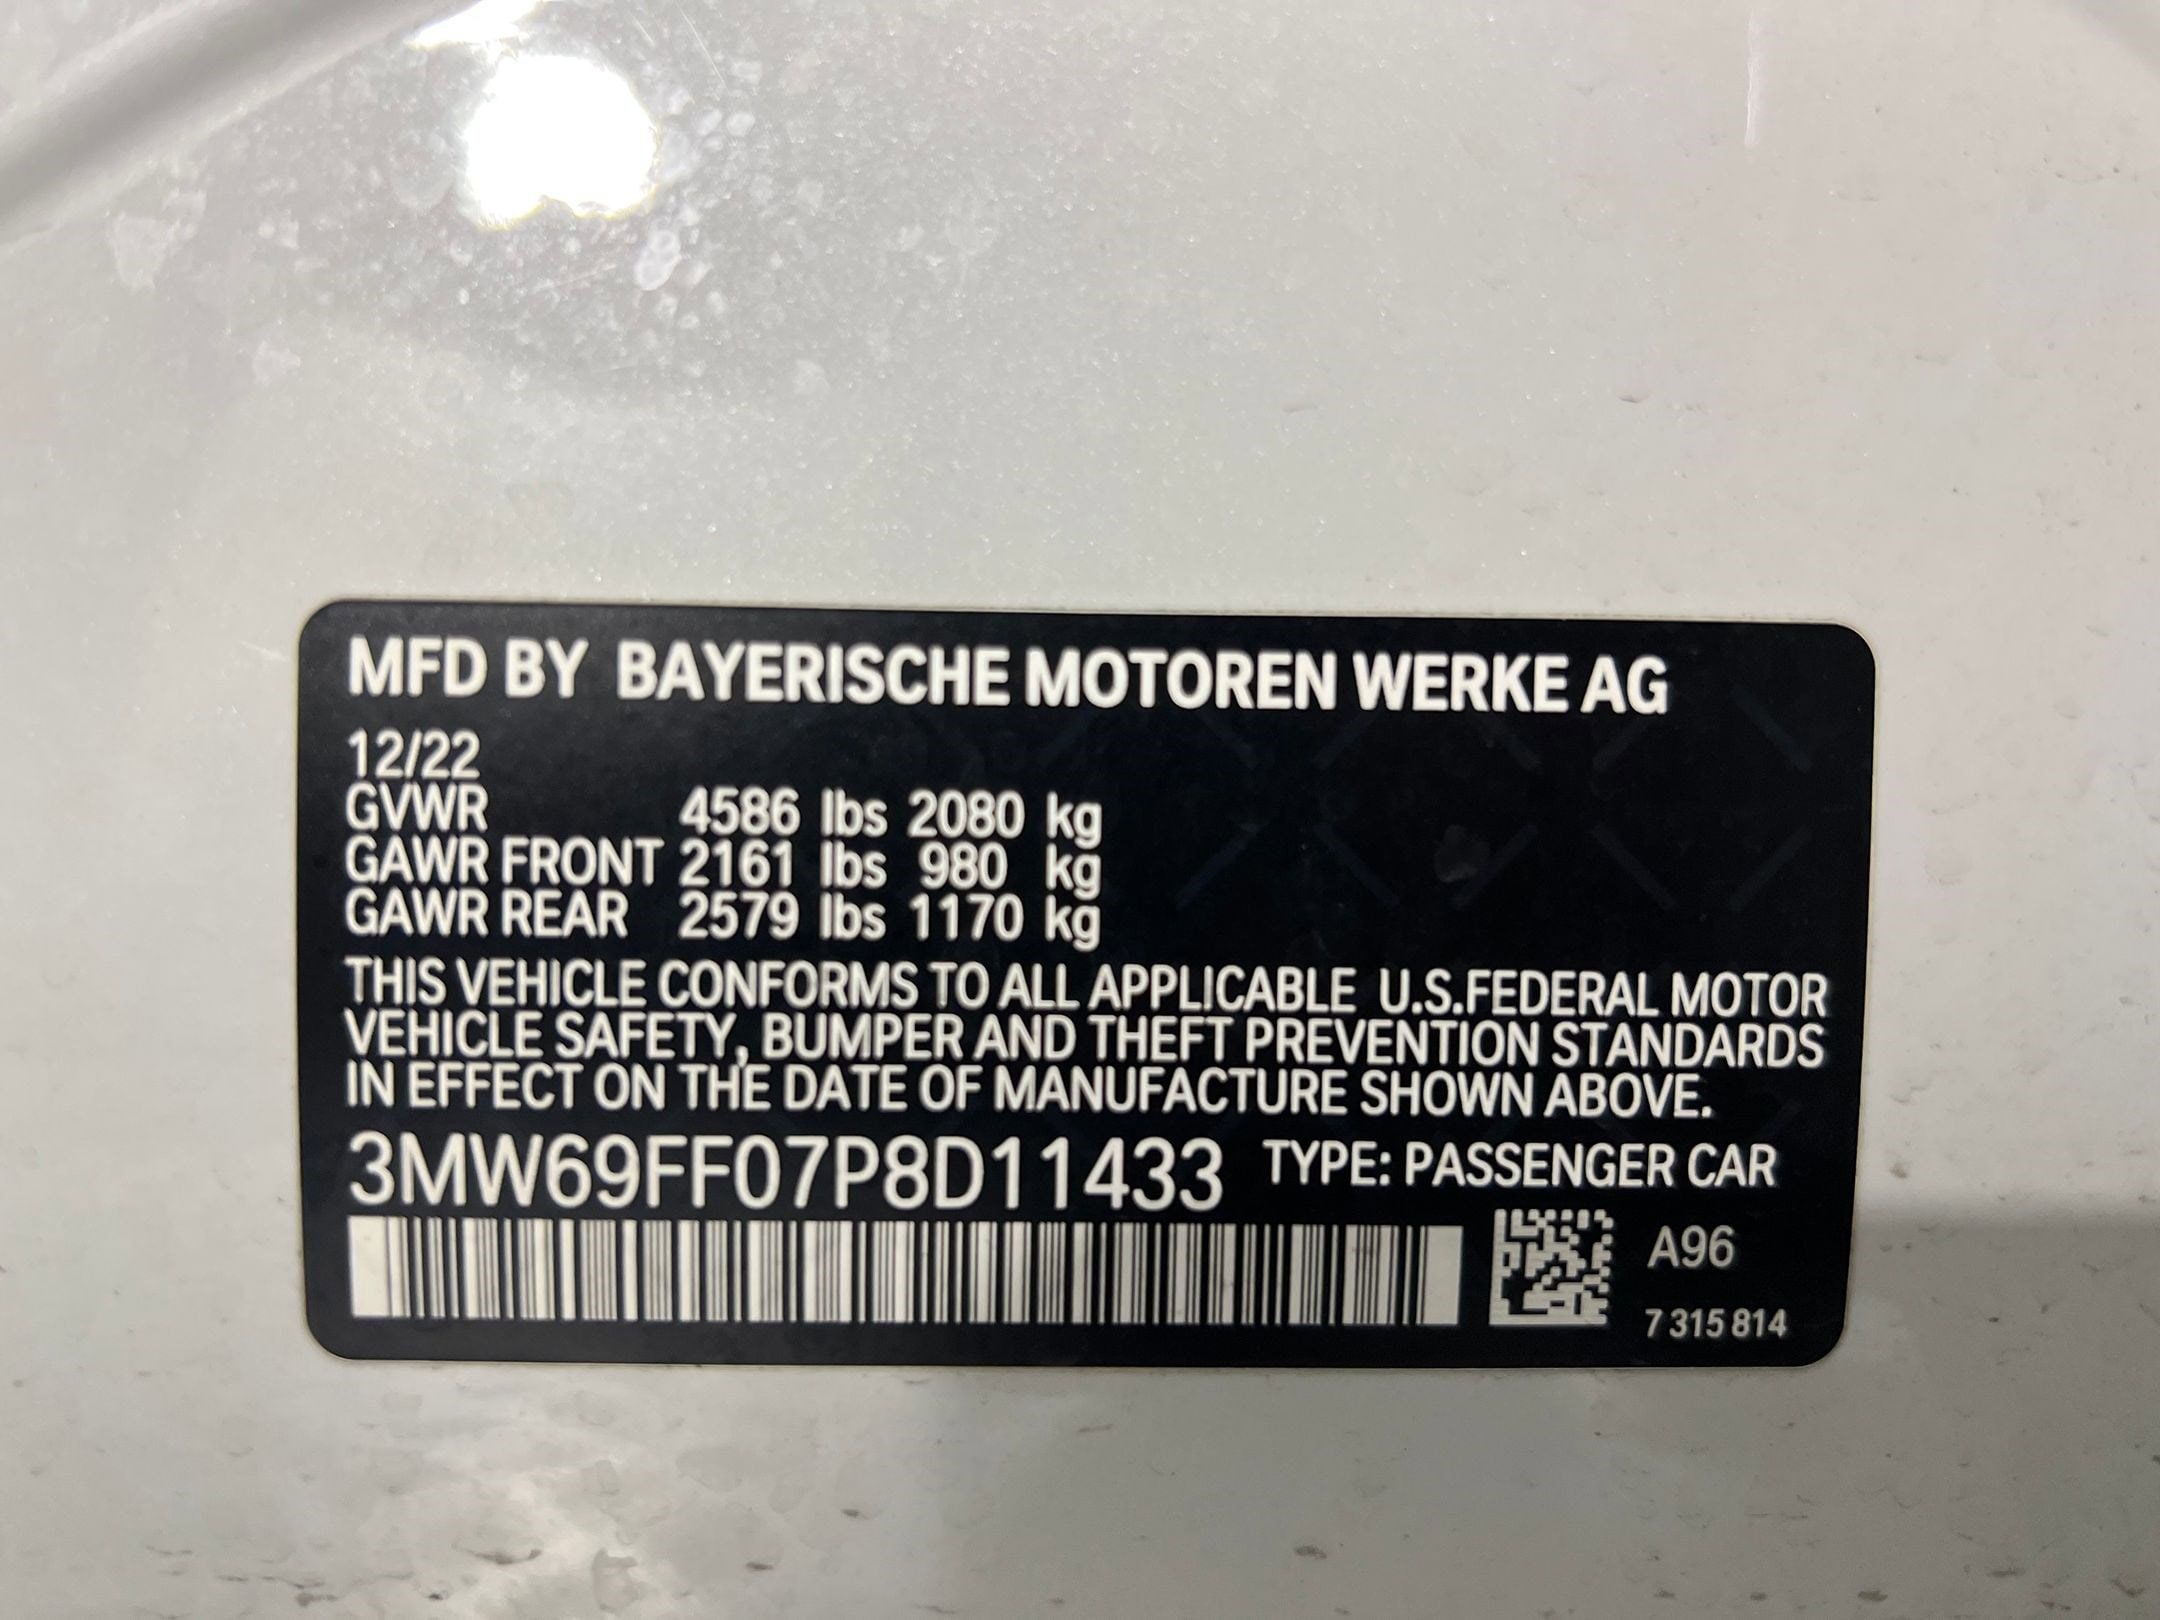 MFD BY BAYERISCHE MOTOREN WERKE AG
12/22
GVWR 4586 lbs 2080 kg
GAWR FRONT 2161 lbs 980 kg
GAWR REAR 2579 lbs 1170 kg
THIS VEHICLE CONFORMS TO ALL APPLICABLE U.S.FEDERAL MOTOR
VEHICLE SAFETY, BUMPER AND THEFT PREVENTION STANDARDS
IN EFFECT ON THE DATE OF MANUFACTURE SHOWN ABOVE.
3MW69FF07P8D11433 TYPE: PASSENGER CAR
A96
7 315 814